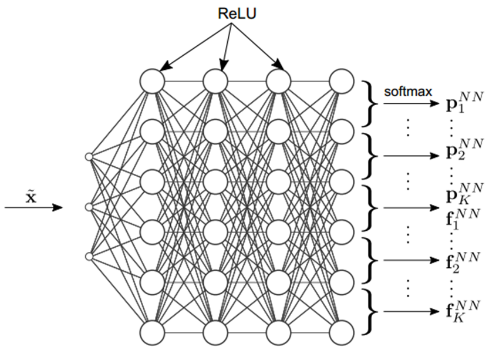 ReLU
x̃
softmax
p₁^{NN}
⋮ ⋮
p₂^{NN}
⋮ ⋮
p_K^{NN}
f₁^{NN}
⋮
f₂^{NN}
⋮ ⋮
f_K^{NN}